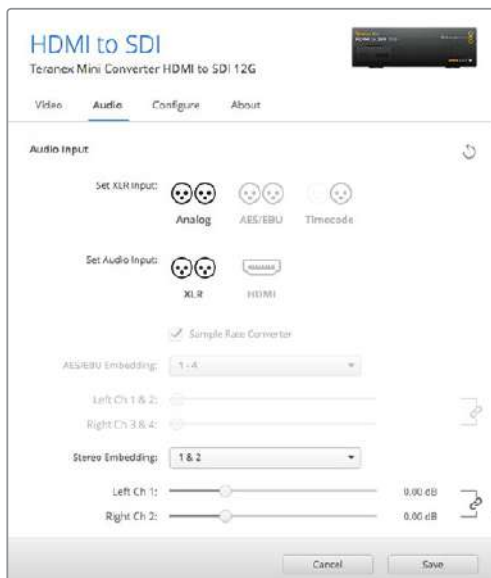 HDMI to SDI
Teranex Mini Converter HDMI to SDI 12G
Video Audio Configure About
Audio Input
Set XLR Input:
Analog AES/EBU Timecode
Set Audio Input:
XLR HDMI
Sample Rate Converter
AES/EBU Embedding: 1 - 4
Left Ch 1 & 2:
Right Ch 3 & 4:
Stereo Embedding: 1 & 2
Left Ch 1: 0.00 dB
Right Ch 2: 0.00 dB
Cancel Save